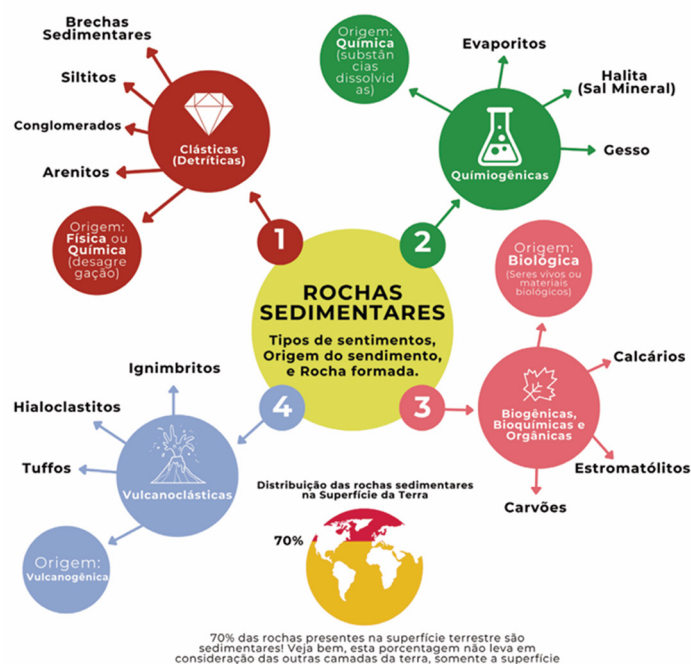 Brechas
Sedimentares
Siltitos
Conglomerados
Arenitos
Clásticas
(Detríticas)
Origem:
Física ou
Química
(desagre
gação)
1
Origem:
Química
(substân
cias
dissolvid
as)
Evaporitos
Halita
(Sal Mineral)
Gesso
Químiogênicas
2
ROCHAS
SEDIMENTARES
Tipos de sentimentos,
Origem do sendimento,
e Rocha formada.
Origem:
Biológica
(Seres vivos ou
materiais
biológicos)
Calcários
Estromatólitos
Carvões
Biogênicas,
Bioquímicas e
Orgânicas
3
4
Ignimbritos
Hialoclastitos
Tuffos
Vulcanoclásticas
Origem:
Vulcanogênica
Distribuição das rochas sedimentares
na Superfície da Terra
70%
70% das rochas presentes na superfície terrestre são
sedimentares! Veja bem, esta porcentagem não leva em
consideração das outras camadas da terra, somente a superfície